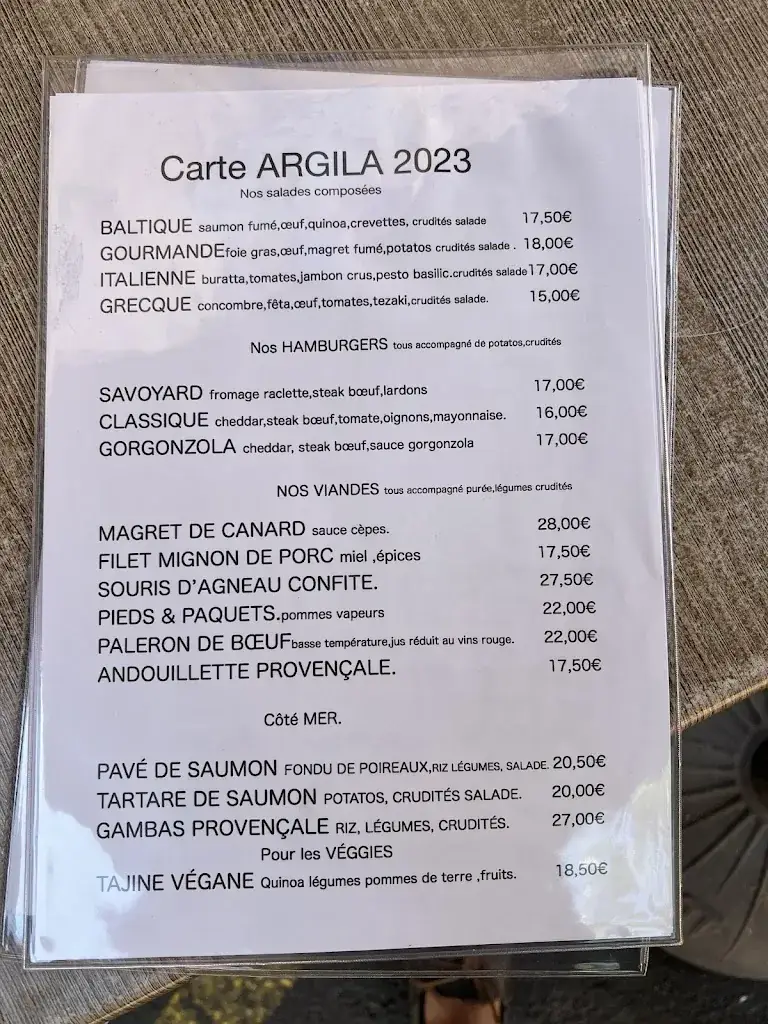 Carte ARGILA 2023
Nos salades composées
BALTIQUE saumon fumé,œuf,quinoa,crevettes, crudités salade 17,50€
GOURMANDEfoie gras,œuf,magret fumé,potatos crudités salade . 18,00€
ITALIENNE buratta,tomates,jambon crus,pesto basilic.crudités salade 17,00€
GRECQUE concombre,fêta,œuf,tomates,tezaki,crudités salade. 15,00€
Nos HAMBURGERS tous accompagné de potatos,crudités
SAVOYARD fromage raclette,steak bœuf,lardons 17,00€
CLASSIQUE cheddar,steak bœuf,tomate,oignons,mayonnaise. 16,00€
GORGONZOLA cheddar, steak bœuf,sauce gorgonzola 17,00€
NOS VIANDES tous accompagné purée,légumes crudités
MAGRET DE CANARD sauce cèpes. 28,00€
FILET MIGNON DE PORC miel ,épices 17,50€
SOURIS D'AGNEAU CONFITE. 27,50€
PIEDS & PAQUETS.pommes vapeurs 22,00€
PALERON DE BŒUFbasse température,jus réduit au vins rouge. 22,00€
ANDOUILLETTE PROVENÇALE. 17,50€
Côté MER.
PAVÉ DE SAUMON FONDU DE POIREAUX,RIZ LÉGUMES, SALADE. 20,50€
TARTARE DE SAUMON POTATOS, CRUDITÉS SALADE. 20,00€
GAMBAS PROVENÇALE RIZ, LÉGUMES, CRUDITÉS. 27,00€
Pour les VÉGGIES
TAJINE VÉGANE Quinoa légumes pommes de terre ,fruits. 18,50€